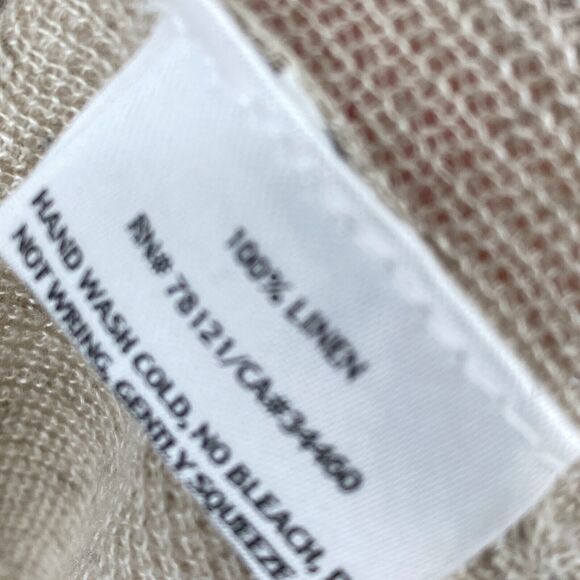 100% LINEN
RN# 78121/CA#34460
HAND WASH COLD, NO BLEACH,
NOT WRING, GENTLY SQUEEZE